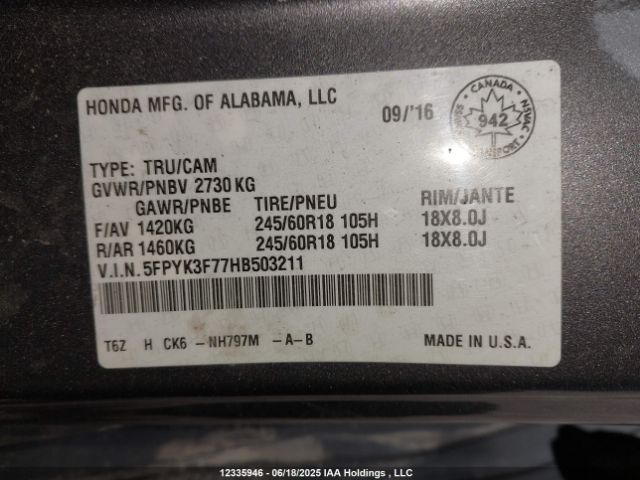 HONDA MFG. OF ALABAMA, LLC
09/'16
CANADA
942
NSVAC
TRANSPORT
TYPE: TRU/CAM
GVWR/PNBV 2730 KG
GAWR/PNBE TIRE/PNEU RIM/JANTE
F/AV 1420KG 245/60R18 105H 18X8.0J
R/AR 1460KG 245/60R18 105H 18X8.0J
V.I.N. 5FPYK3F77HB503211
T6Z H CK6 -NH797M -A-B MADE IN U.S.A.
12335946 - 06/18/2025 IAA Holdings , LLC